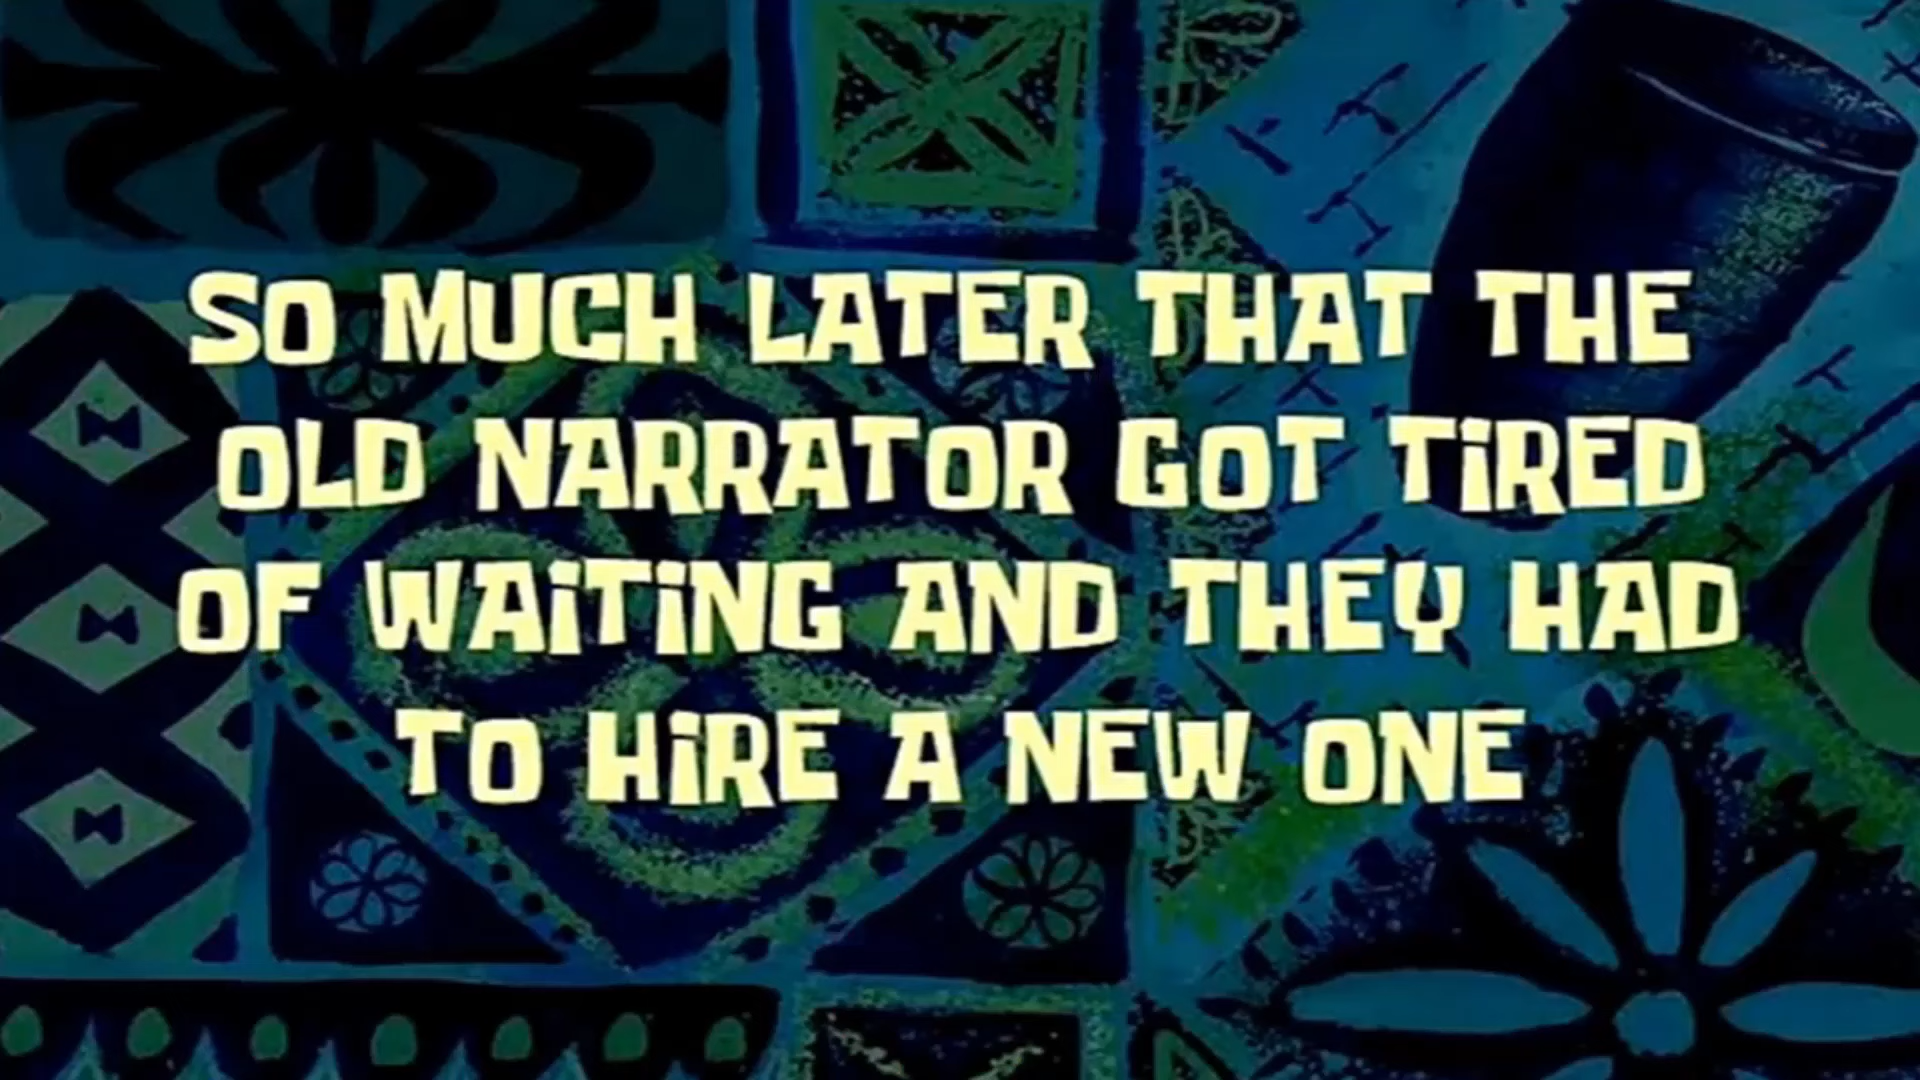 SO MUCH LATER THAT THE
OLD NARRATOR GOT TiRED
OF WAiTiNG AND THEY HAD
TO HiRE A NEW ONE